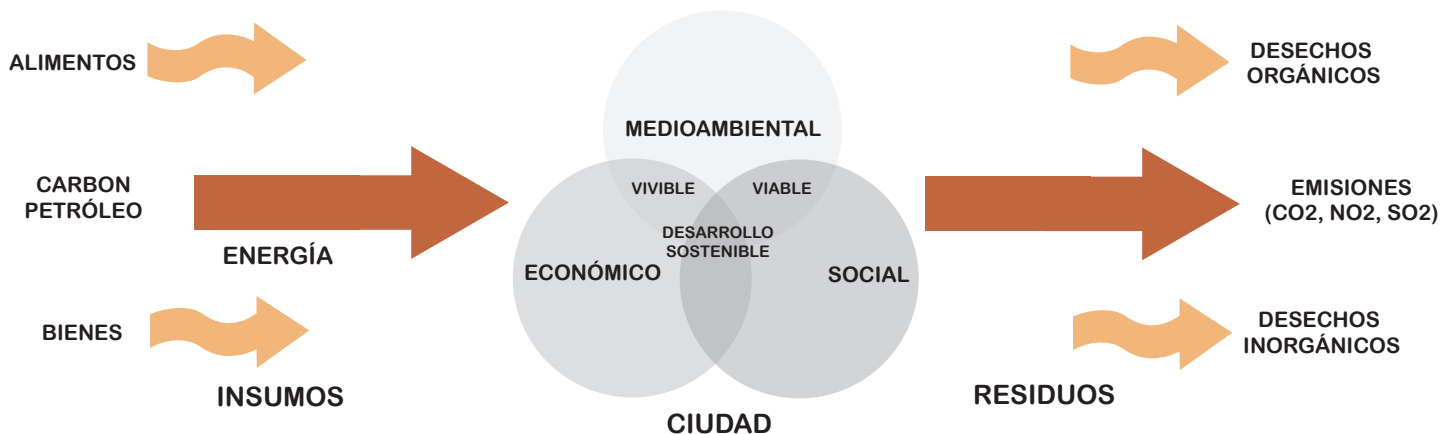 ALIMENTOS
CARBON
PETRÓLEO
ENERGÍA
BIENES
INSUMOS
MEDIOAMBIENTAL
VIVIBLE
VIABLE
DESARROLLO
SOSTENIBLE
ECONÓMICO
SOCIAL
CIUDAD
DESECHOS
ORGÁNICOS
EMISIONES
(CO2, NO2, SO2)
DESECHOS
INORGÁNICOS
RESIDUOS